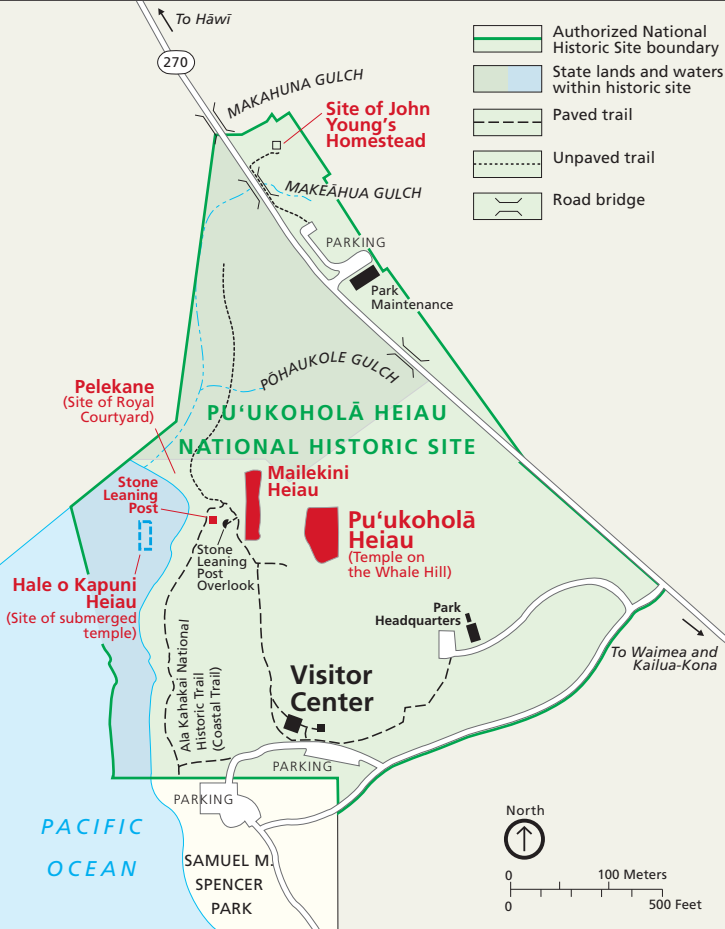 To Hāwī
270
MAKAHUNA GULCH
Site of John
Young's
Homestead
MAKEĀHUA GULCH
PARKING
Park
Maintenance
Authorized National
Historic Site boundary
State lands and waters
within historic site
Paved trail
Unpaved trail
Road bridge
PŌHAUKOLE GULCH
Pelekane
(Site of Royal
Courtyard)
PUʻUKOHOLĀ HEIAU
NATIONAL HISTORIC SITE
Stone
Leaning
Post
Mailekini
Heiau
Puʻukoholā
Heiau
(Temple on
the Whale Hill)
Stone
Leaning
Post
Overlook
Hale o Kapuni
Heiau
(Site of submerged
temple)
Park
Headquarters
To Waimea and
Kailua-Kona
Ala Kahakai National
Historic Trail
(Coastal Trail)
Visitor
Center
PARKING
PARKING
PACIFIC
OCEAN
SAMUEL M.
SPENCER
PARK
North
0
100 Meters
0
500 Feet